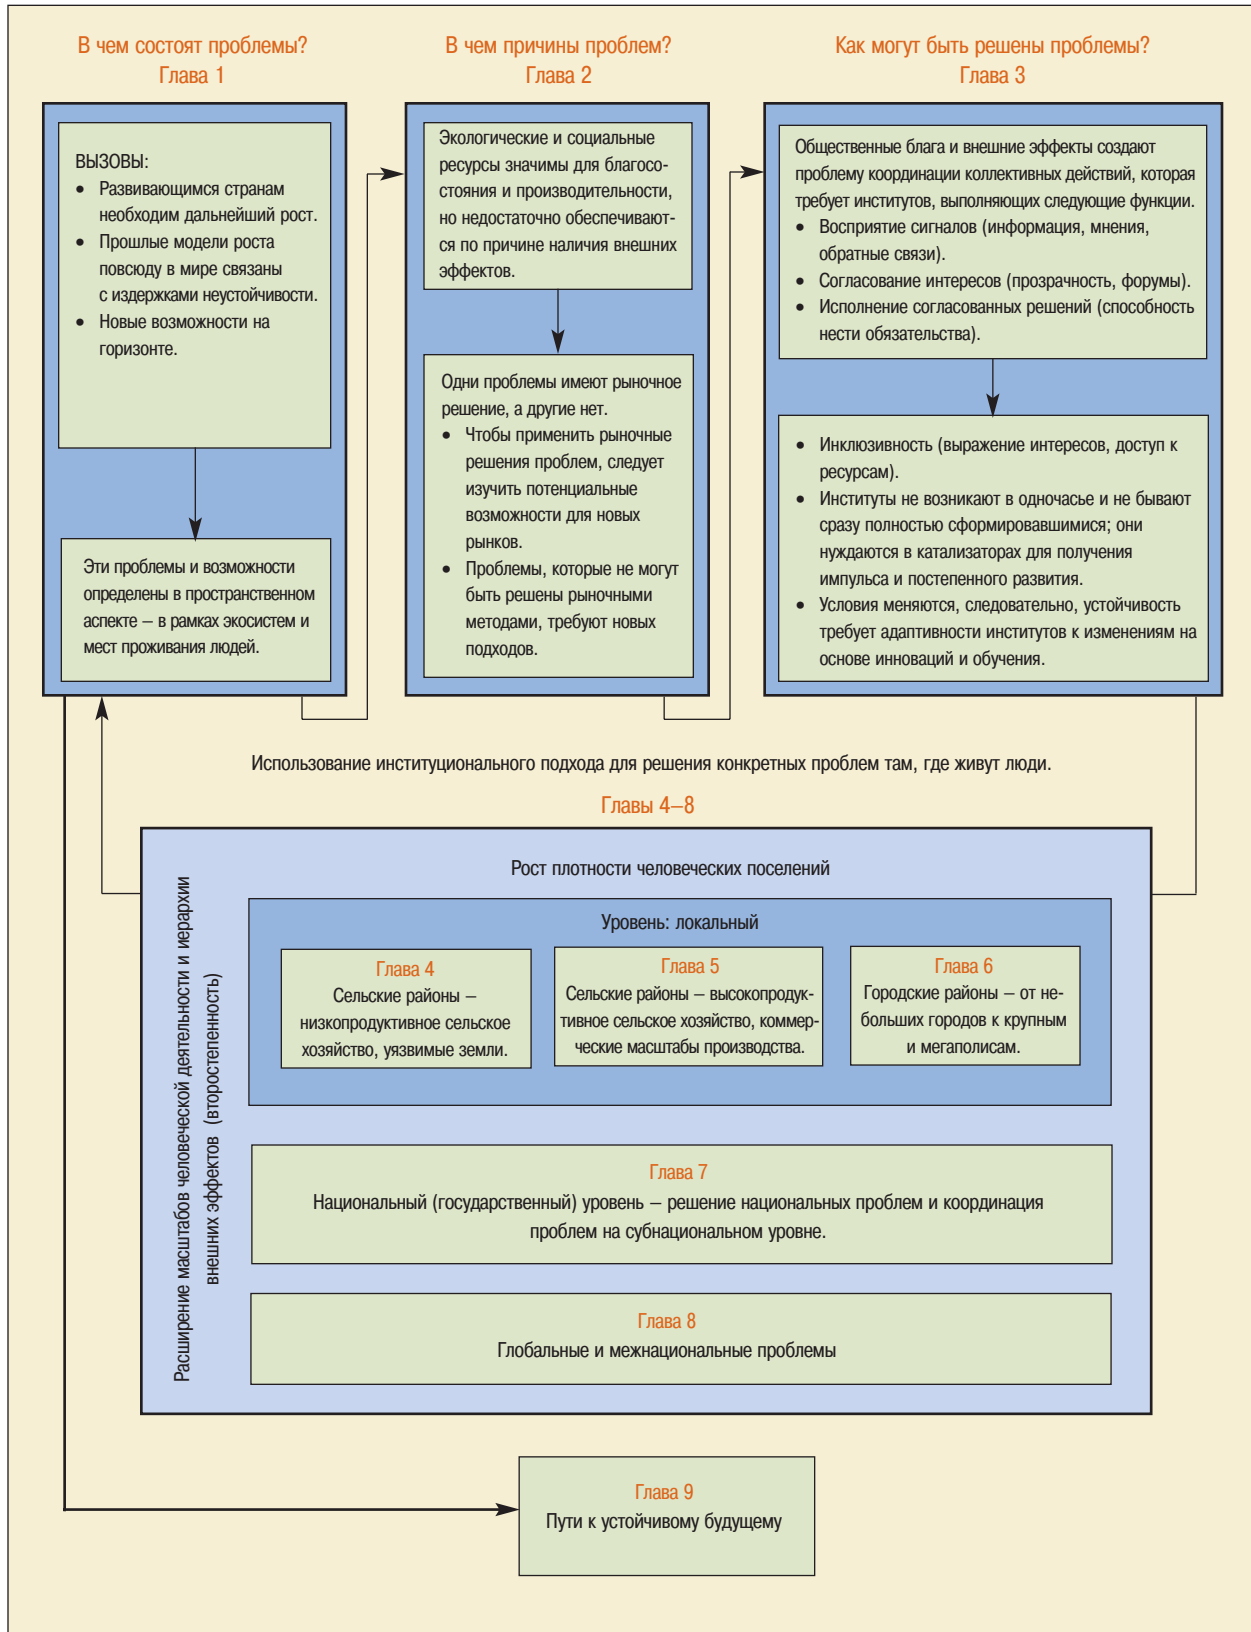 В чем состоят проблемы?
Глава 1
ВЫЗОВЫ:
• Развивающимся странам
необходим дальнейший рост.
• Прошлые модели роста
повсюду в мире связаны
с издержками неустойчивости.
• Новые возможности на
горизонте.
Эти проблемы и возможности
определены в пространственном
аспекте – в рамках экосистем и
мест проживания людей.
В чем причины проблем?
Глава 2
Экологические и социальные
ресурсы значимы для благосо-
стояния и производительности,
но недостаточно обеспечивают-
ся по причине наличия внешних
эффектов.
Одни проблемы имеют рыночное
решение, а другие нет.
• Чтобы применить рыночные
решения проблем, следует
изучить потенциальные
возможности для новых
рынков.
• Проблемы, которые не могут
быть решены рыночными
методами, требуют новых
подходов.
Как могут быть решены проблемы?
Глава 3
Общественные блага и внешние эффекты создают
проблему координации коллективных действий, которая
требует институтов, выполняющих следующие функции.
• Восприятие сигналов (информация, мнения,
обратные связи).
• Согласование интересов (прозрачность, форумы).
• Исполнение согласованных решений (способность
нести обязательства).
• Инклюзивность (выражение интересов, доступ к
ресурсам).
• Институты не возникают в одночасье и не бывают
сразу полностью сформировавшимися; они
нуждаются в катализаторах для получения
импульса и постепенного развития.
• Условия меняются, следовательно, устойчивость
требует адаптивности институтов к изменениям на
основе инноваций и обучения.
Использование институционального подхода для решения конкретных проблем там, где живут люди.
Главы 4–8
Расширение масштабов человеческой деятельности и иерархии
внешних эффектов (второстепенность)
Рост плотности человеческих поселений
Уровень: локальный
Глава 4
Сельские районы –
низкопродуктивное сельское
хозяйство, уязвимые земли.
Глава 5
Сельские районы – высокопродук-
тивное сельское хозяйство, коммер-
ческие масштабы производства.
Глава 6
Городские районы – от не-
больших городов к крупным
и мегаполисам.
Глава 7
Национальный (государственный) уровень – решение национальных проблем и координация
проблем на субнациональном уровне.
Глава 8
Глобальные и межнациональные проблемы
Глава 9
Пути к устойчивому будущему